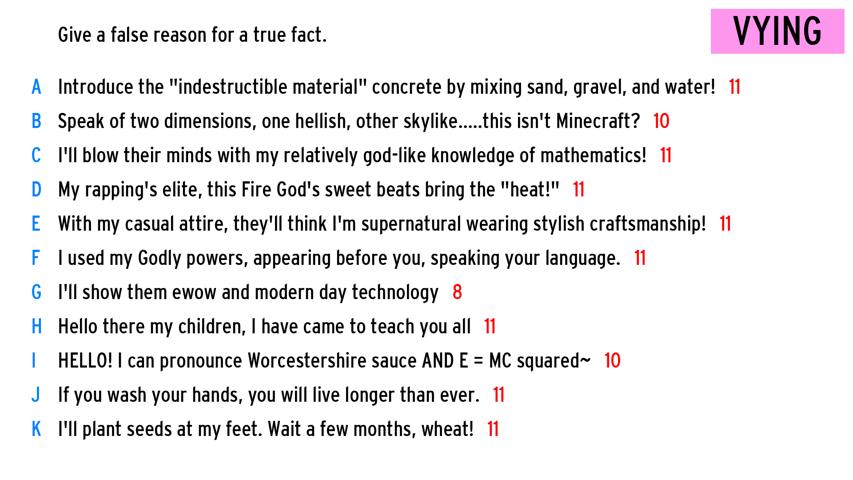 Give a false reason for a true fact.
VYING
A Introduce the "indestructible material" concrete by mixing sand, gravel, and water! 11
B Speak of two dimensions, one hellish, other skylike.....this isn't Minecraft? 10
C I'll blow their minds with my relatively god-like knowledge of mathematics! 11
D My rapping's elite, this Fire God's sweet beats bring the "heat!" 11
E With my casual attire, they'll think I'm supernatural wearing stylish craftsmanship! 11
F I used my Godly powers, appearing before you, speaking your language. 11
G I'll show them ewow and modern day technology 8
H Hello there my children, I have came to teach you all 11
I HELLO! I can pronounce Worcestershire sauce AND E = MC squared~ 10
J If you wash your hands, you will live longer than ever. 11
K I'll plant seeds at my feet. Wait a few months, wheat! 11